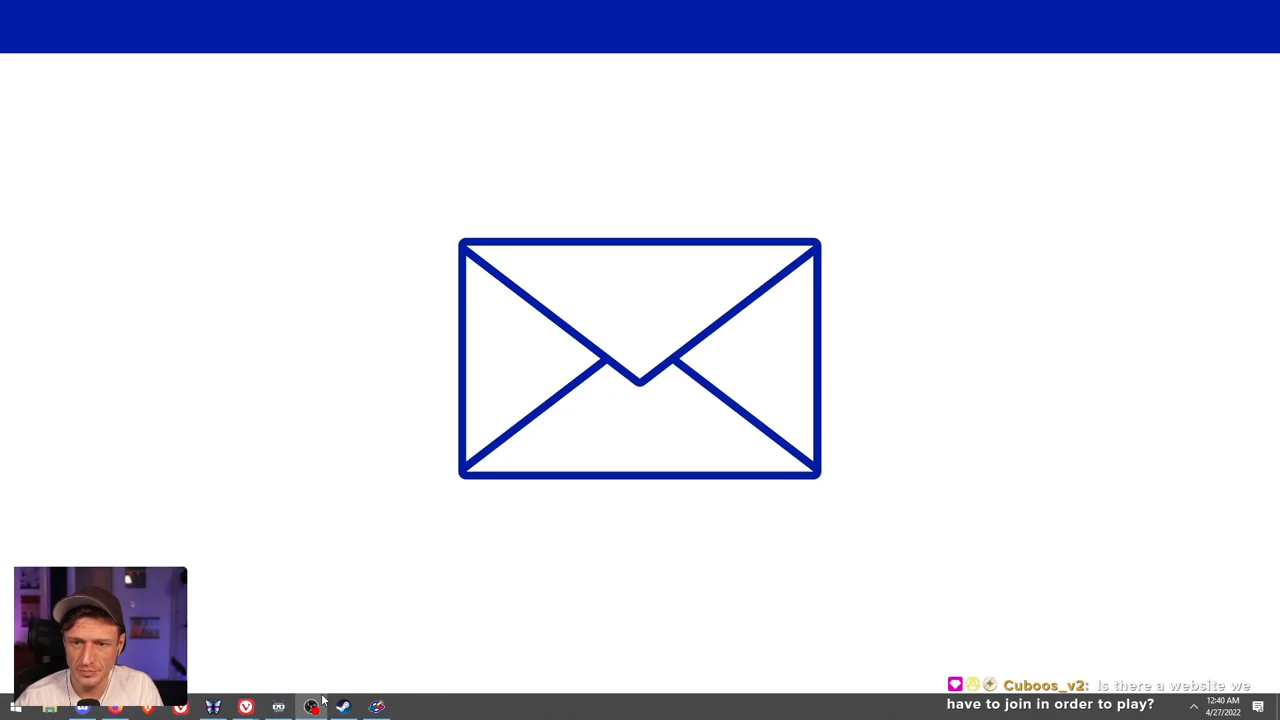 Cuboos_v2: Is there a website we
have to join in order to play?
12:40 AM
4/27/2022